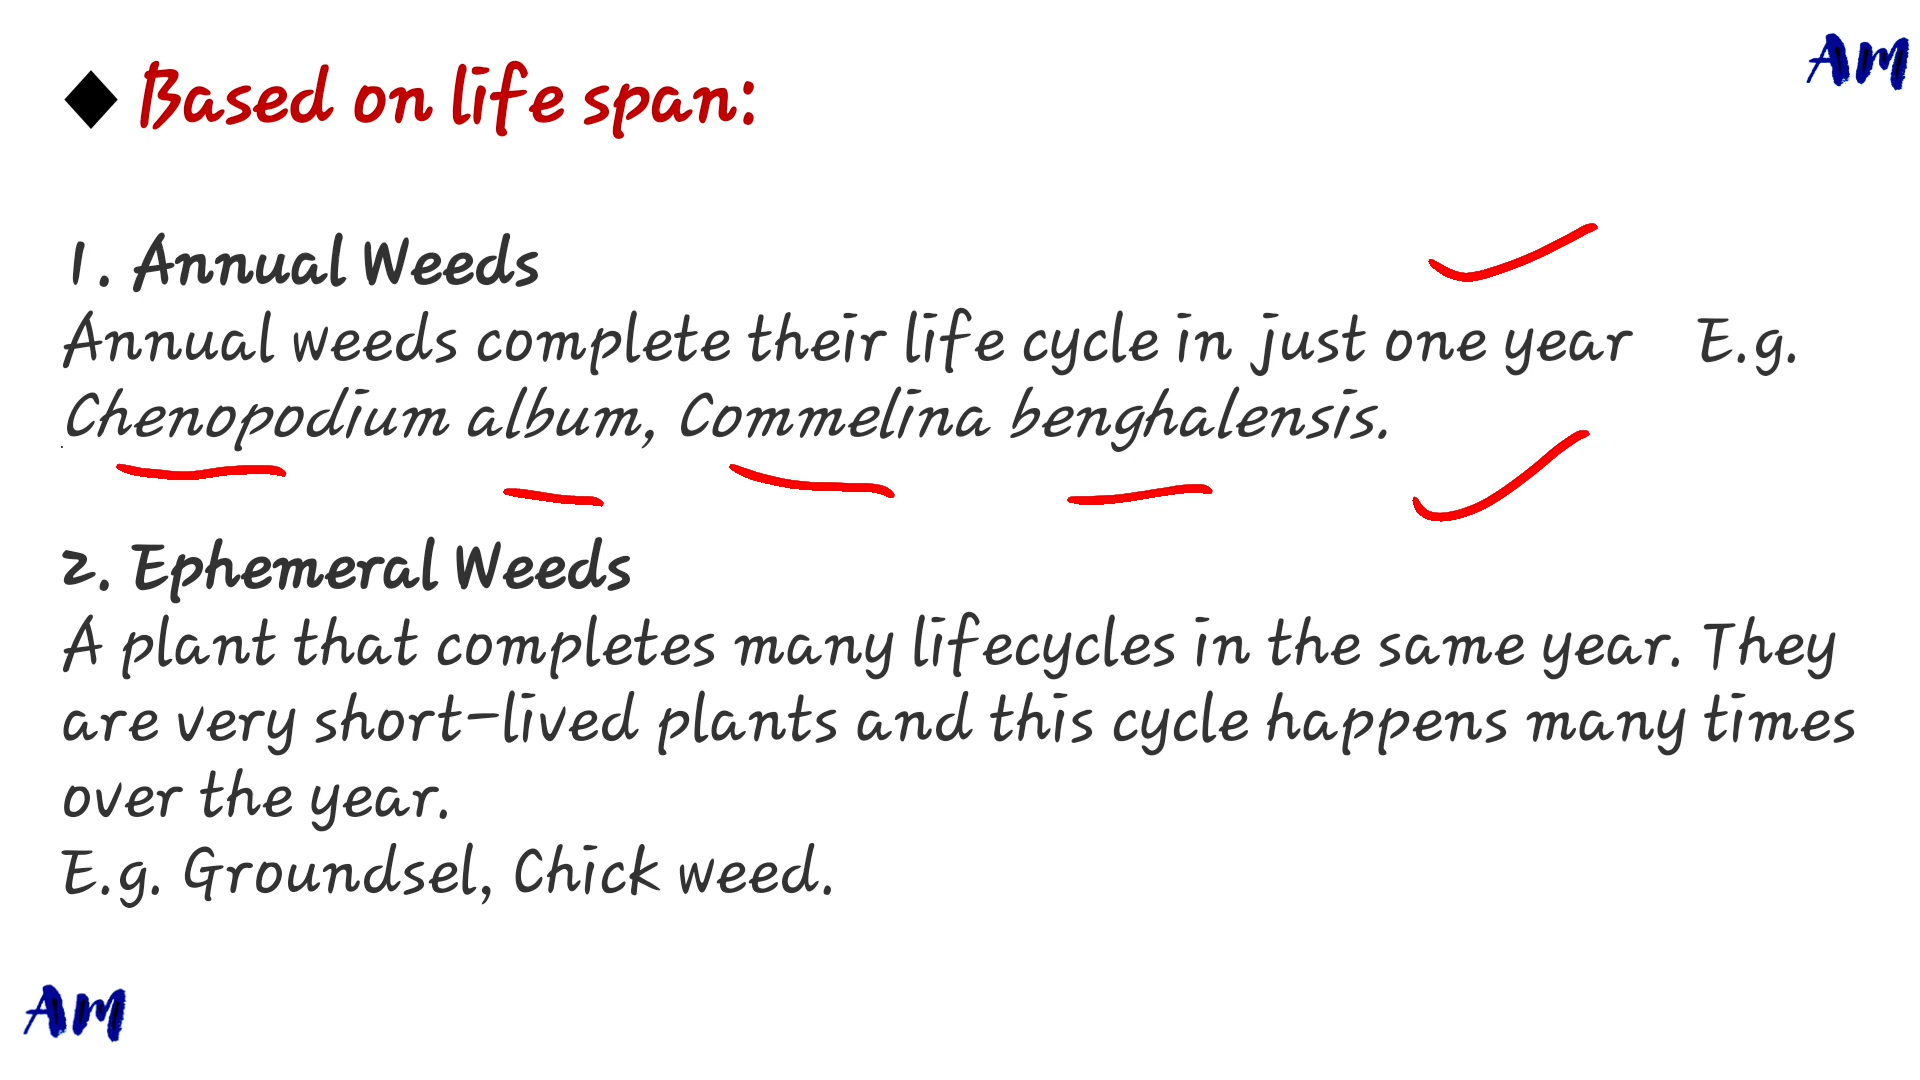 AM
◆ Based on life span:
1. Annual Weeds
Annual weeds complete their life cycle in just one year E.g.
Chenopodium album, Commelina benghalensis.
2. Ephemeral Weeds
A plant that completes many lifecycles in the same year. They
are very short-lived plants and this cycle happens many times
over the year.
E.g. Groundsel, Chick weed.
AM